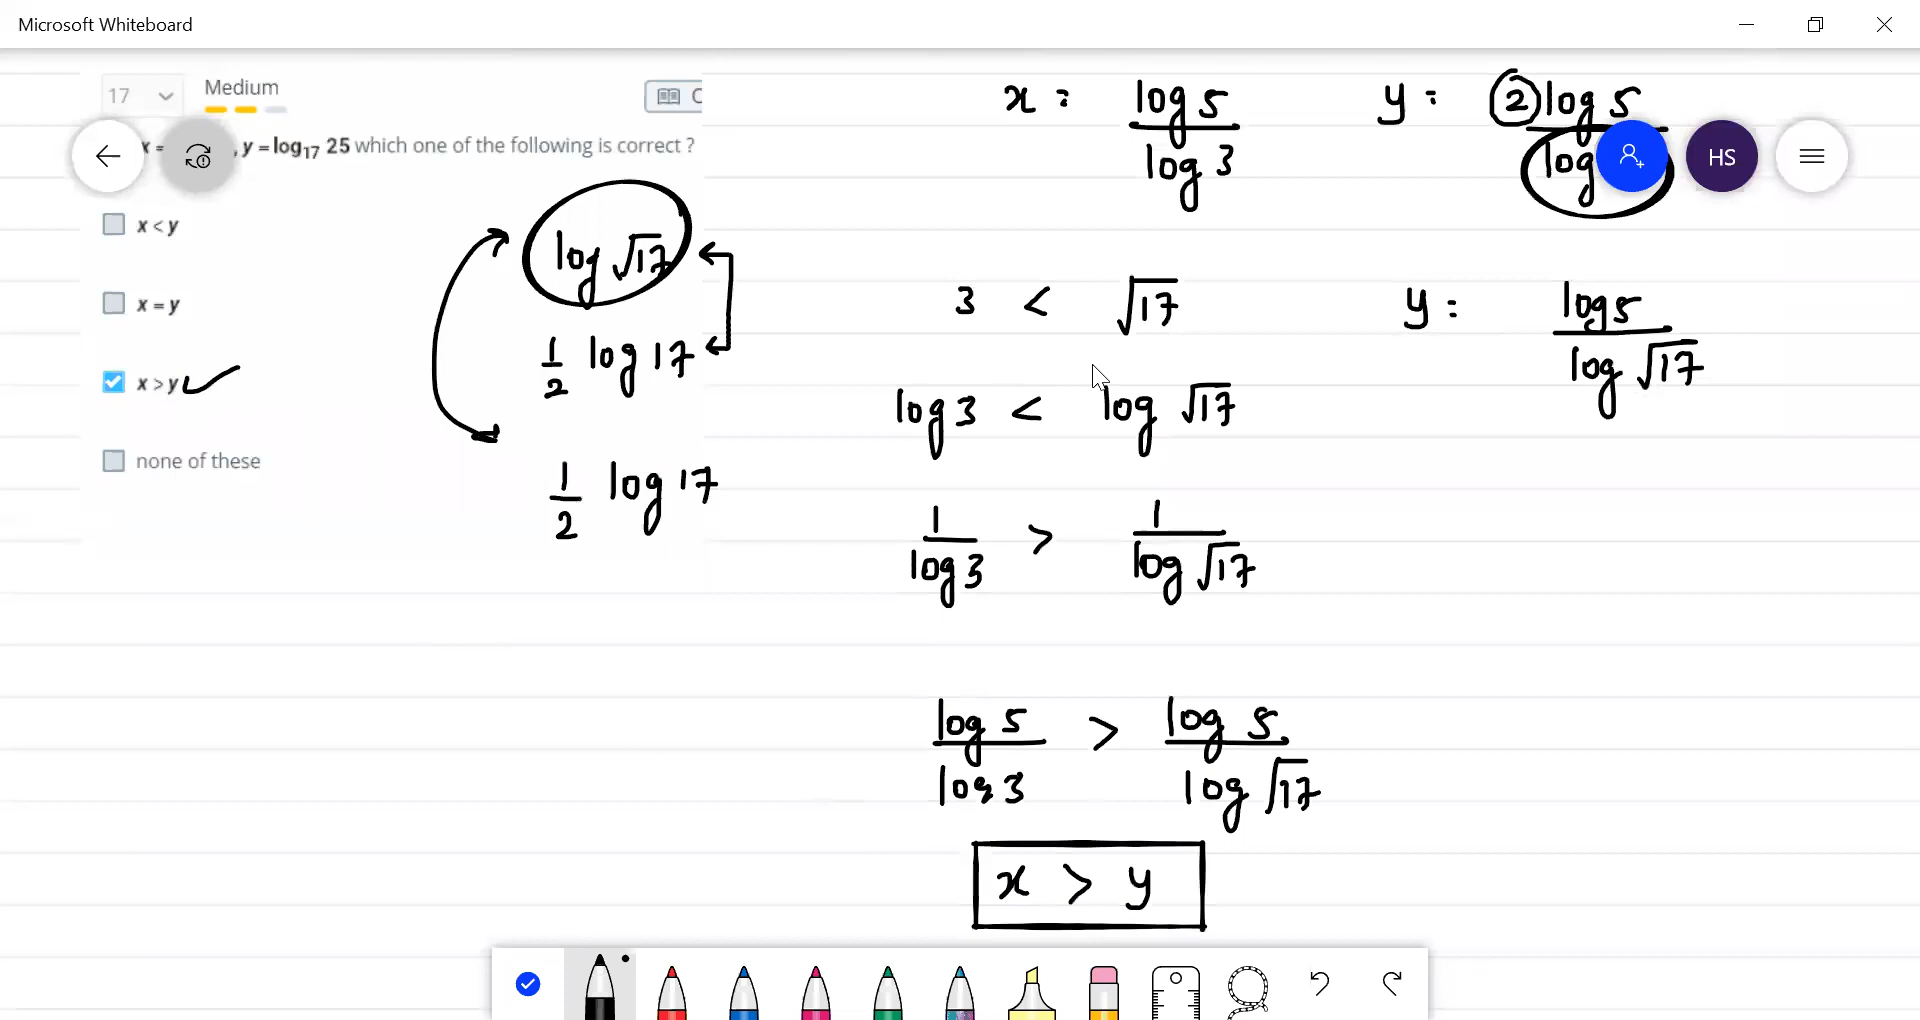 Microsoft Whiteboard
17 Medium
x = , y = log₁₇ 25 which one of the following is correct ?
x < y
x = y
x > y ✓
none of these
log √17
1/2 log 17
1/2 log 17
x = log 5 / log 3
y = 2 log 5 / log
HS
3 < √17
y = log 5 / log √17
log 3 < log √17
1 / log 3 > 1 / log √17
log 5 / log 3 > log 5 / log √17
x > y